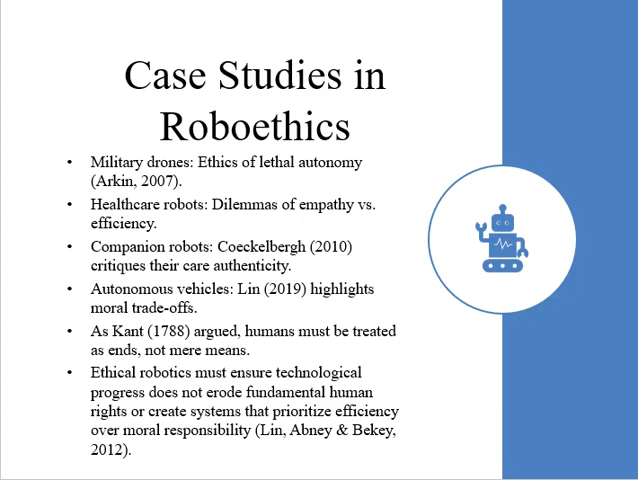 Case Studies in
Roboethics
• Military drones: Ethics of lethal autonomy
(Arkin, 2007).
• Healthcare robots: Dilemmas of empathy vs.
efficiency.
• Companion robots: Coeckelbergh (2010)
critiques their care authenticity.
• Autonomous vehicles: Lin (2019) highlights
moral trade-offs.
• As Kant (1788) argued, humans must be treated
as ends, not mere means.
• Ethical robotics must ensure technological
progress does not erode fundamental human
rights or create systems that prioritize efficiency
over moral responsibility (Lin, Abney & Bekey,
2012).